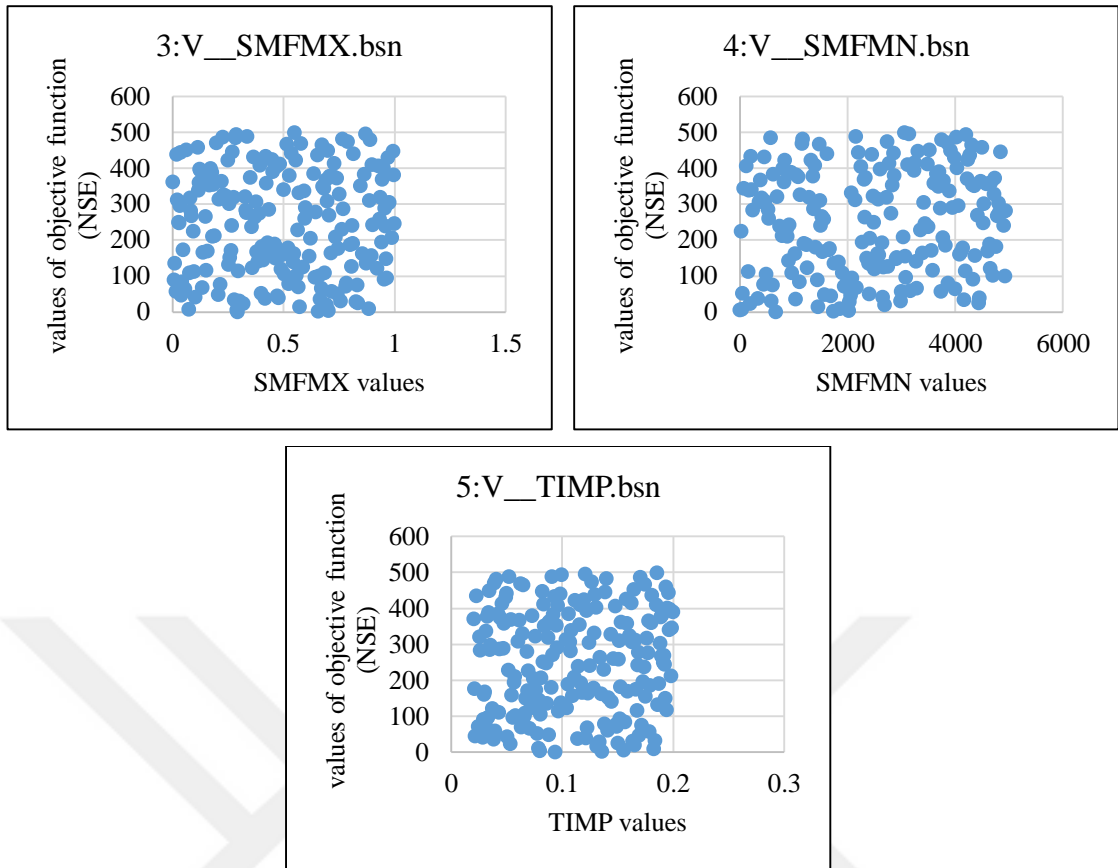 3:V__SMFMX.bsn
values of objective function
(NSE)
600
500
400
300
200
100
0
0 0.5 1 1.5
SMFMX values
4:V__SMFMN.bsn
values of objective function
(NSE)
600
500
400
300
200
100
0
0 2000 4000 6000
SMFMN values
5:V__TIMP.bsn
values of objective function
(NSE)
600
500
400
300
200
100
0
0 0.1 0.2 0.3
TIMP values